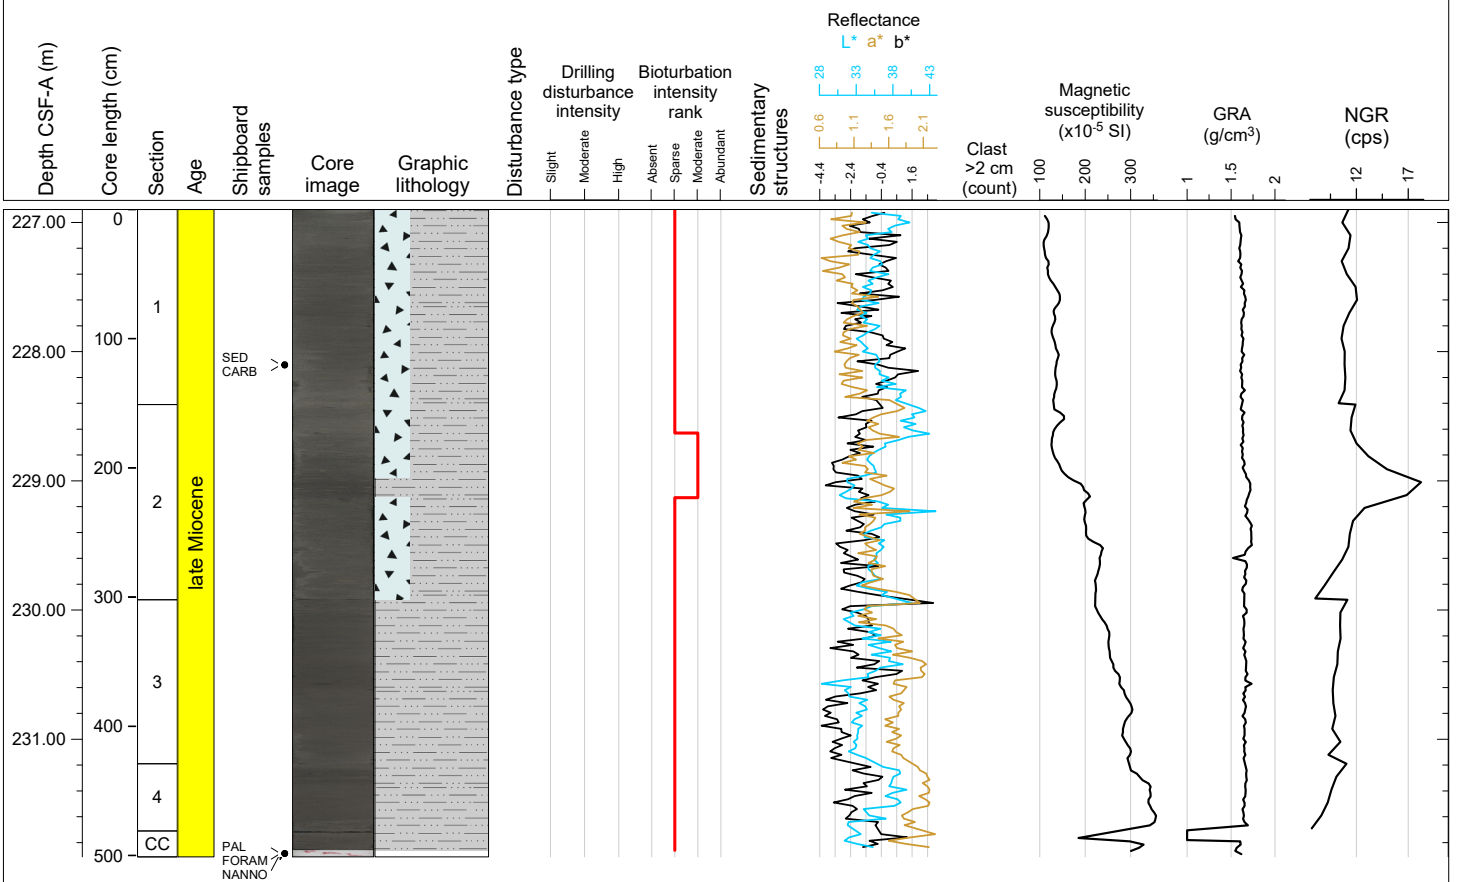 Depth CSF-A (m)
Core length (cm)
Section
Age
Shipboard
samples
Core
image
Graphic
lithology
Disturbance type
Drilling
disturbance
intensity
Slight
Moderate
High
Bioturbation
intensity
rank
Absent
Sparse
Moderate
Abundant
Sedimentary
structures
Reflectance
L* a* b*
28 33 38 43
0.6 1.1 1.6 2.1
-4.4 -2.4 -0.4 1.6
Clast
>2 cm
(count)
Magnetic
susceptibility
(x10-5 SI)
100 200 300
GRA
(g/cm3)
1 1.5 2
NGR
(cps)
12 17
227.00
228.00
229.00
230.00
231.00
0
100
200
300
400
500
1
2
3
4
CC
late Miocene
SED
CARB
PAL
FORAM
NANNO